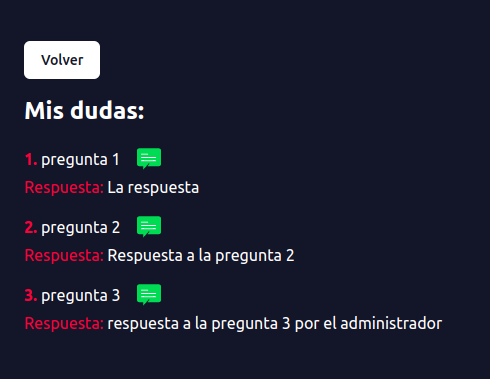 Volver
Mis dudas:
1. pregunta 1
Respuesta: La respuesta
2. pregunta 2
Respuesta: Respuesta a la pregunta 2
3. pregunta 3
Respuesta: respuesta a la pregunta 3 por el administrador